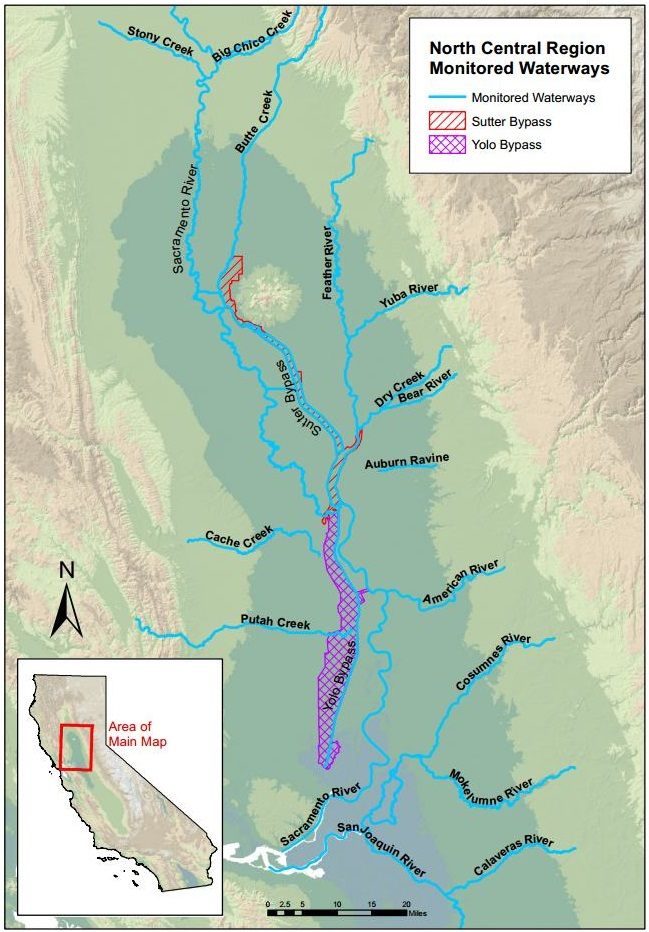 North Central Region
Monitored Waterways
Monitored Waterways
Sutter Bypass
Yolo Bypass
Stony Creek
Big Chico Creek
Butte Creek
Sacramento River
Feather River
Yuba River
Dry Creek
Bear River
Sutter Bypass
Auburn Ravine
Cache Creek
American River
N
Putah Creek
Cosumnes River
Yolo Bypass
Area of
Main Map
Mokelumne River
Sacramento River
San Joaquin River
Calaveras River
0 2.5 5 10 15 20
Miles